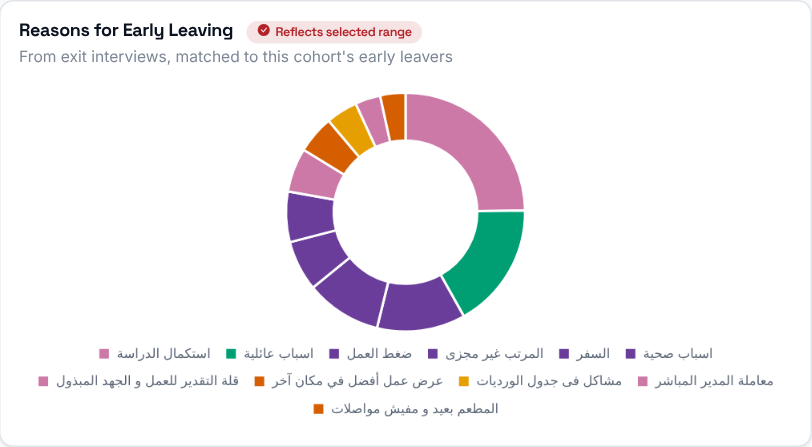 Reasons for Early Leaving
Reflects selected range
From exit interviews, matched to this cohort's early leavers
استكمال الدراسة
اسباب عائلية
ضغط العمل
المرتب غير مجزى
السفر
اسباب صحية
قلة التقدير للعمل و الجهد المبذول
عرض عمل أفضل في مكان آخر
مشاكل فى جدول الورديات
معاملة المدير المباشر
المطعم بعيد و مفيش مواصلات